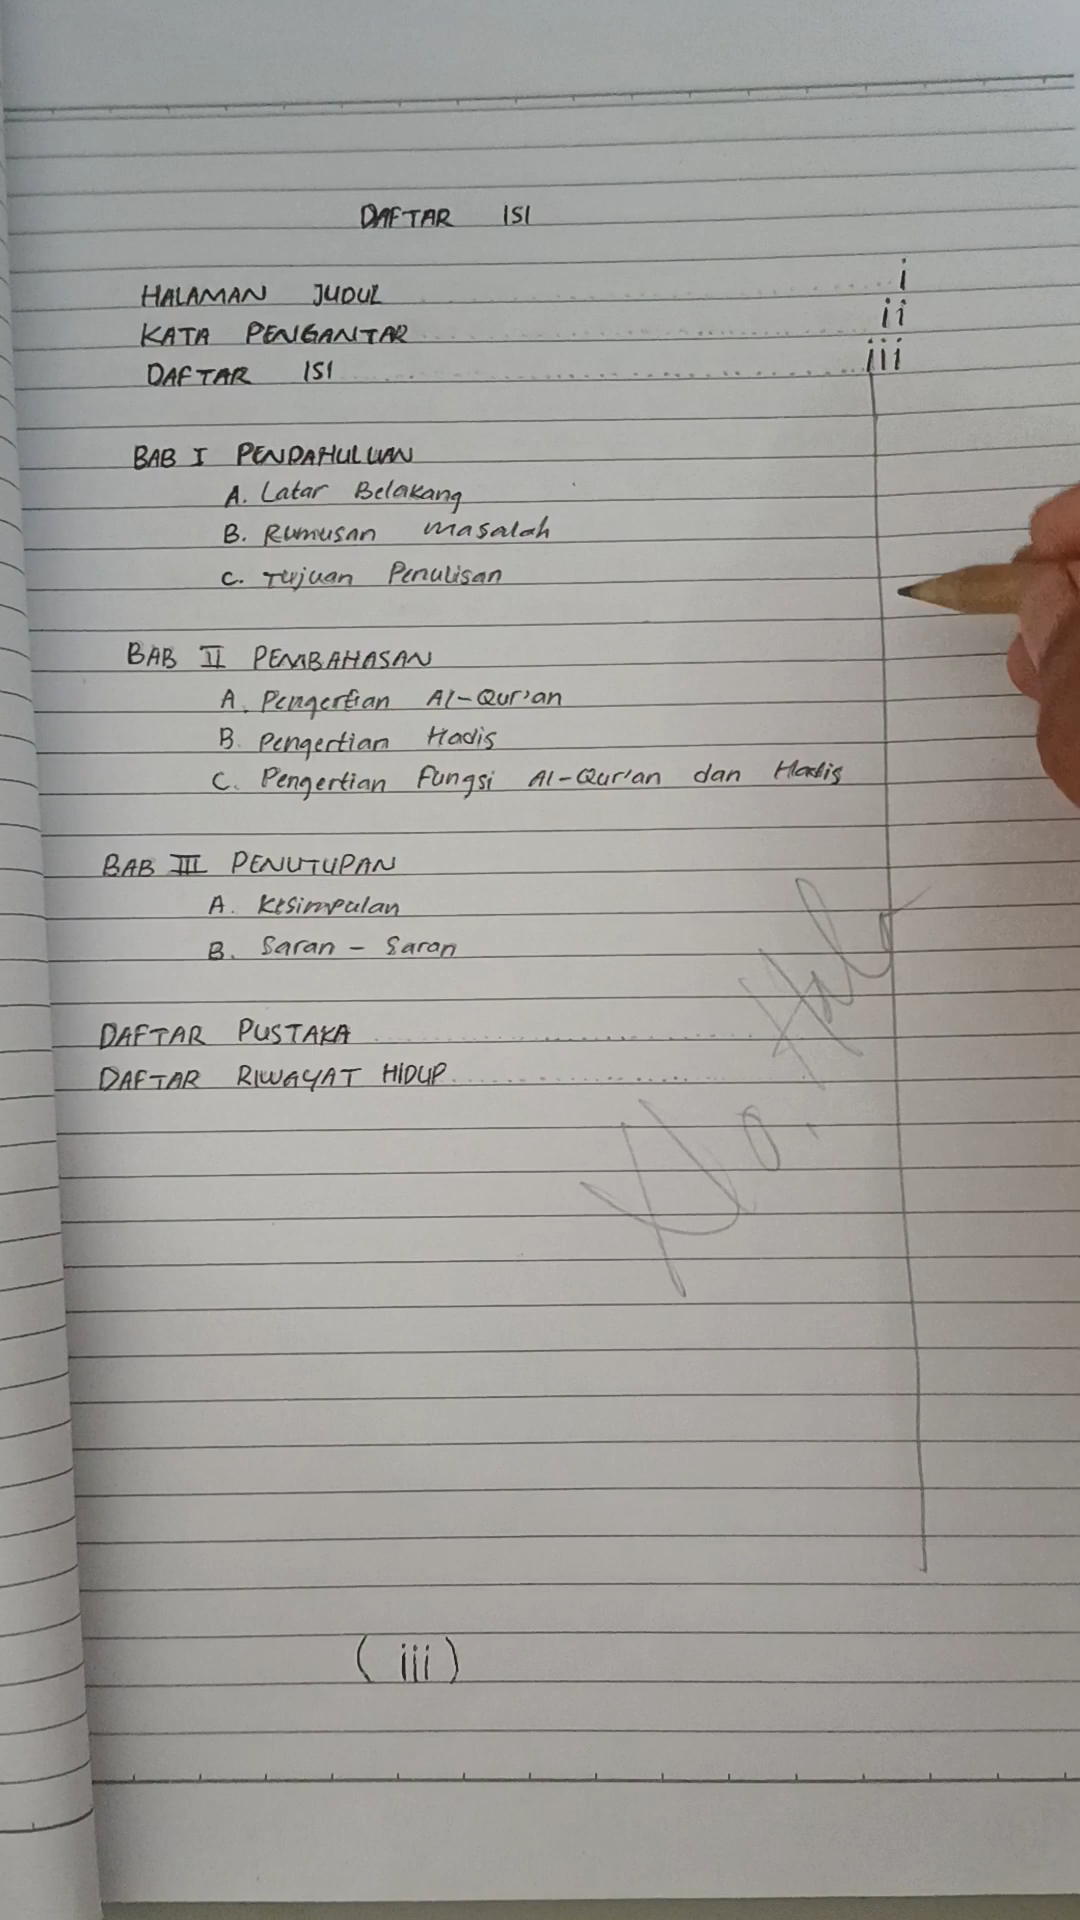 DAFTAR ISI
HALAMAN JUDUL ............ i
KATA PENGANTAR ............ ii
DAFTAR ISI ............ iii
BAB I PENDAHULUAN
A. Latar Belakang
B. Rumusan masalah
C. Tujuan Penulisan
BAB II PEMBAHASAN
A. Pengertian Al-Qur'an
B. Pengertian Hadis
C. Pengertian Fungsi Al-Qur'an dan Hadis
BAB III PENUTUPAN
A. Kesimpulan
B. Saran - Saran
DAFTAR PUSTAKA ............
DAFTAR RIWAYAT HIDUP ............
No. Hal
( iii )